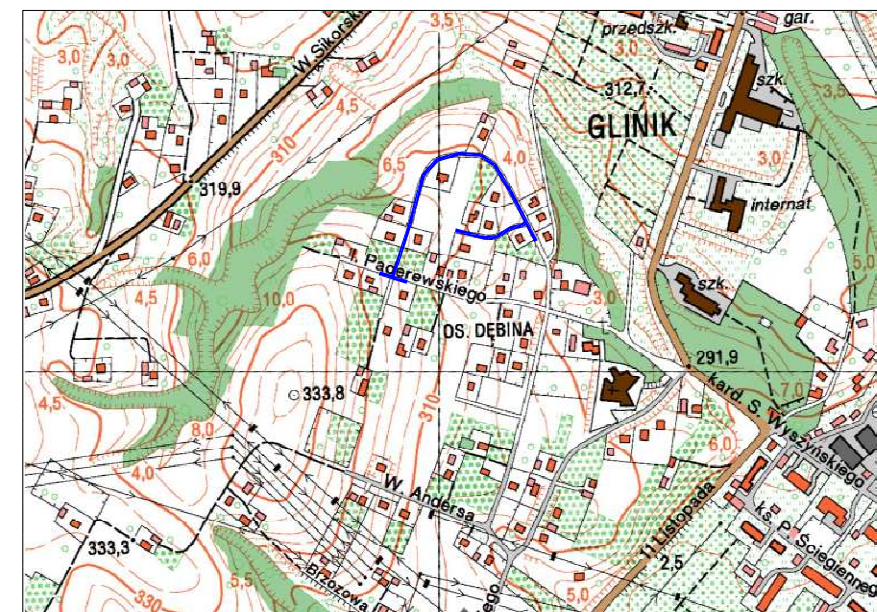 3,5
przedszk.
gar.
W. Sikorsk
3,0
3,0
3,0
szk.
312,7
3,5
4,5
GLINIK
310
6,5
4,0
3,0
319,9
internat
6,0
I. Paderewskiego
5,0
4,5
10,0
3,0
szk.
OS. DĘBINA
291,9
333,8
310
kard. S. Wyszyńskiego
7,0
4,5
8,0
6,0
4,0
W. Andersa
11 Listopada
ks. P. Ściegiennego
333,3
2,5
Brzozowa
5,5
5,0
330
ego